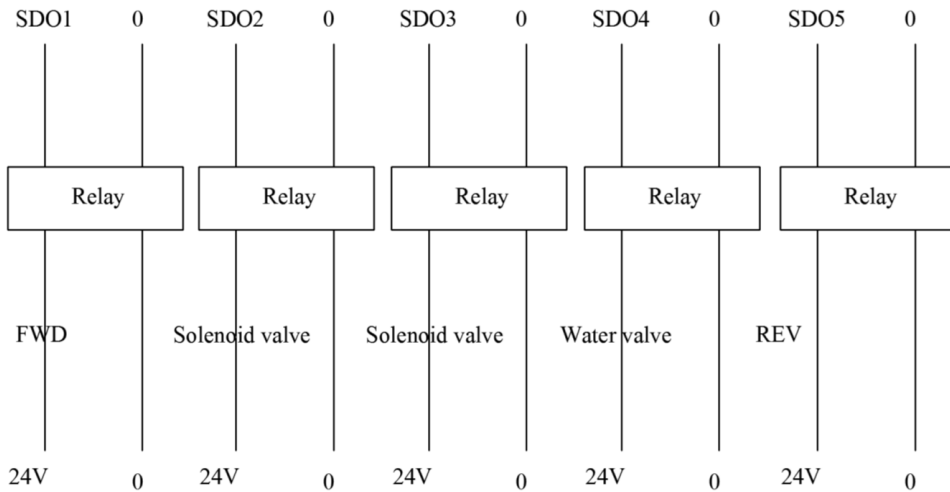 SDO1 0 SDO2 0 SDO3 0 SDO4 0 SDO5 0
Relay Relay Relay Relay Relay
FWD Solenoid valve Solenoid valve Water valve REV
24V 0 24V 0 24V 0 24V 0 24V 0